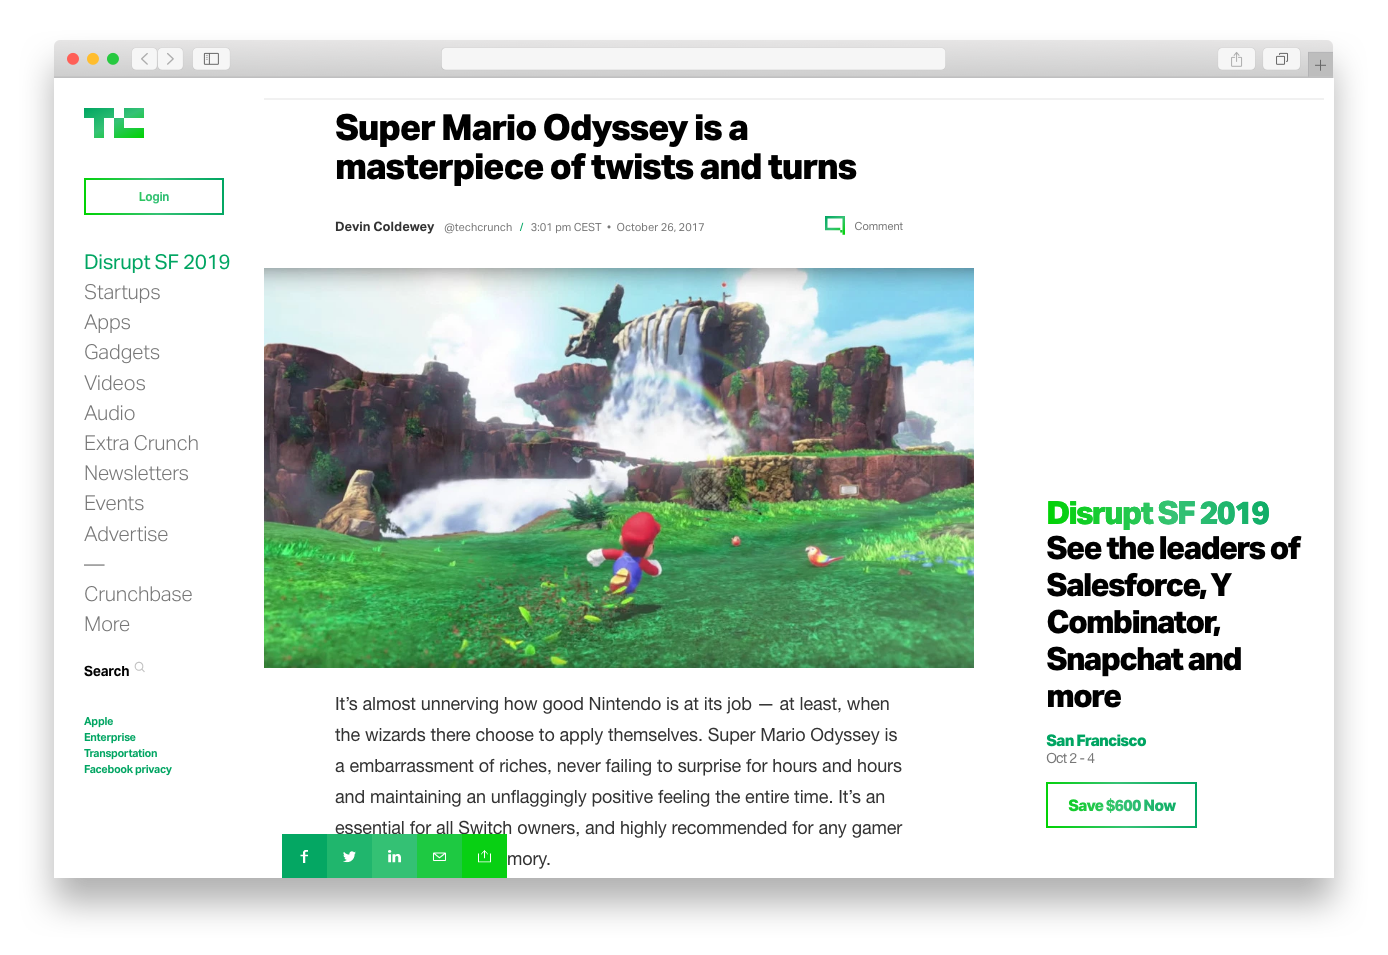 TC
Login
Disrupt SF 2019
Startups
Apps
Gadgets
Videos
Audio
Extra Crunch
Newsletters
Events
Advertise
—
Crunchbase
More
Search
Apple
Enterprise
Transportation
Facebook privacy
Super Mario Odyssey is a
masterpiece of twists and turns
Devin Coldewey @techcrunch / 3:01 pm CEST • October 26, 2017
Comment
It’s almost unnerving how good Nintendo is at its job — at least, when
the wizards there choose to apply themselves. Super Mario Odyssey is
a embarrassment of riches, never failing to surprise for hours and hours
and maintaining an unflaggingly positive feeling the entire time. It’s an
essential for all Switch owners, and highly recommended for any gamer
mory.
Disrupt SF 2019
See the leaders of
Salesforce, Y
Combinator,
Snapchat and
more
San Francisco
Oct 2 - 4
Save $600 Now